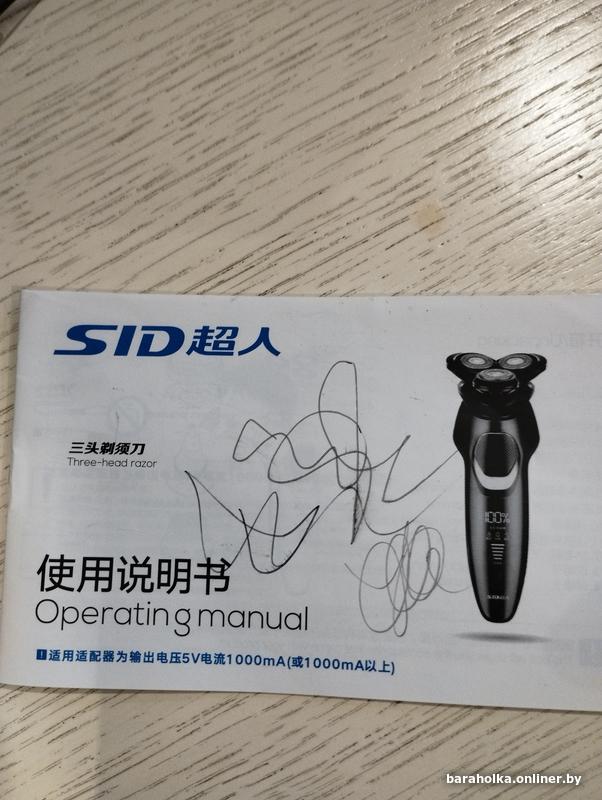 SID超人
三头剃须刀
Three-head razor
100%
使用说明书
Operating manual
!适用适配器为输出电压5V电流1000mA(或1000mA以上)
baraholka.onliner.by